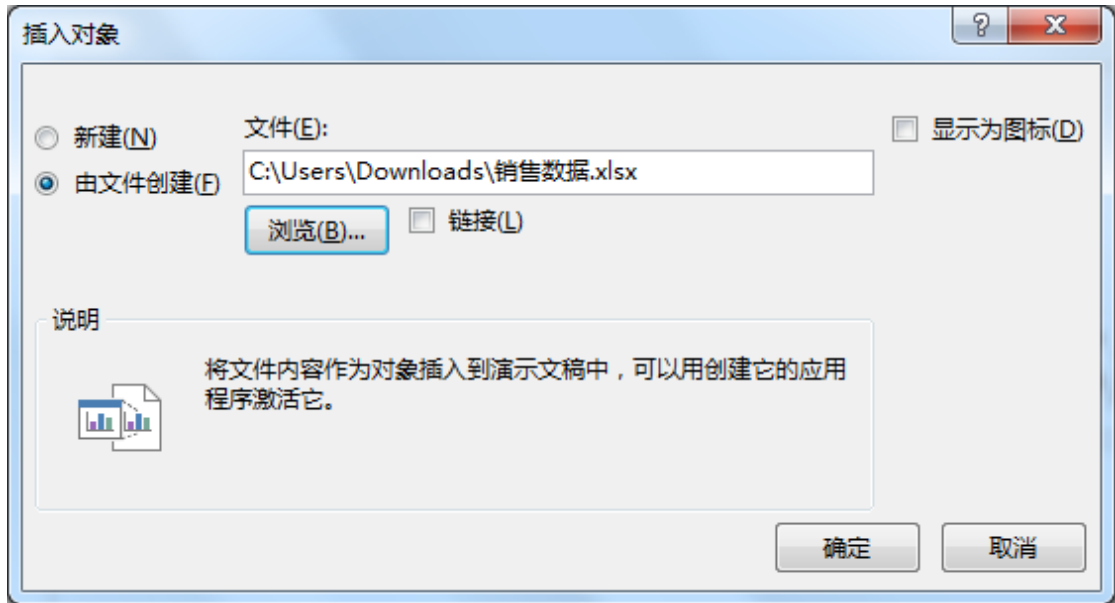 插入对象
新建(N)
由文件创建(F)
文件(E):
C:\Users\Downloads\销售数据.xlsx
浏览(B)...
链接(L)
显示为图标(D)
说明
将文件内容作为对象插入到演示文稿中，可以用创建它的应用
程序激活它。
确定
取消